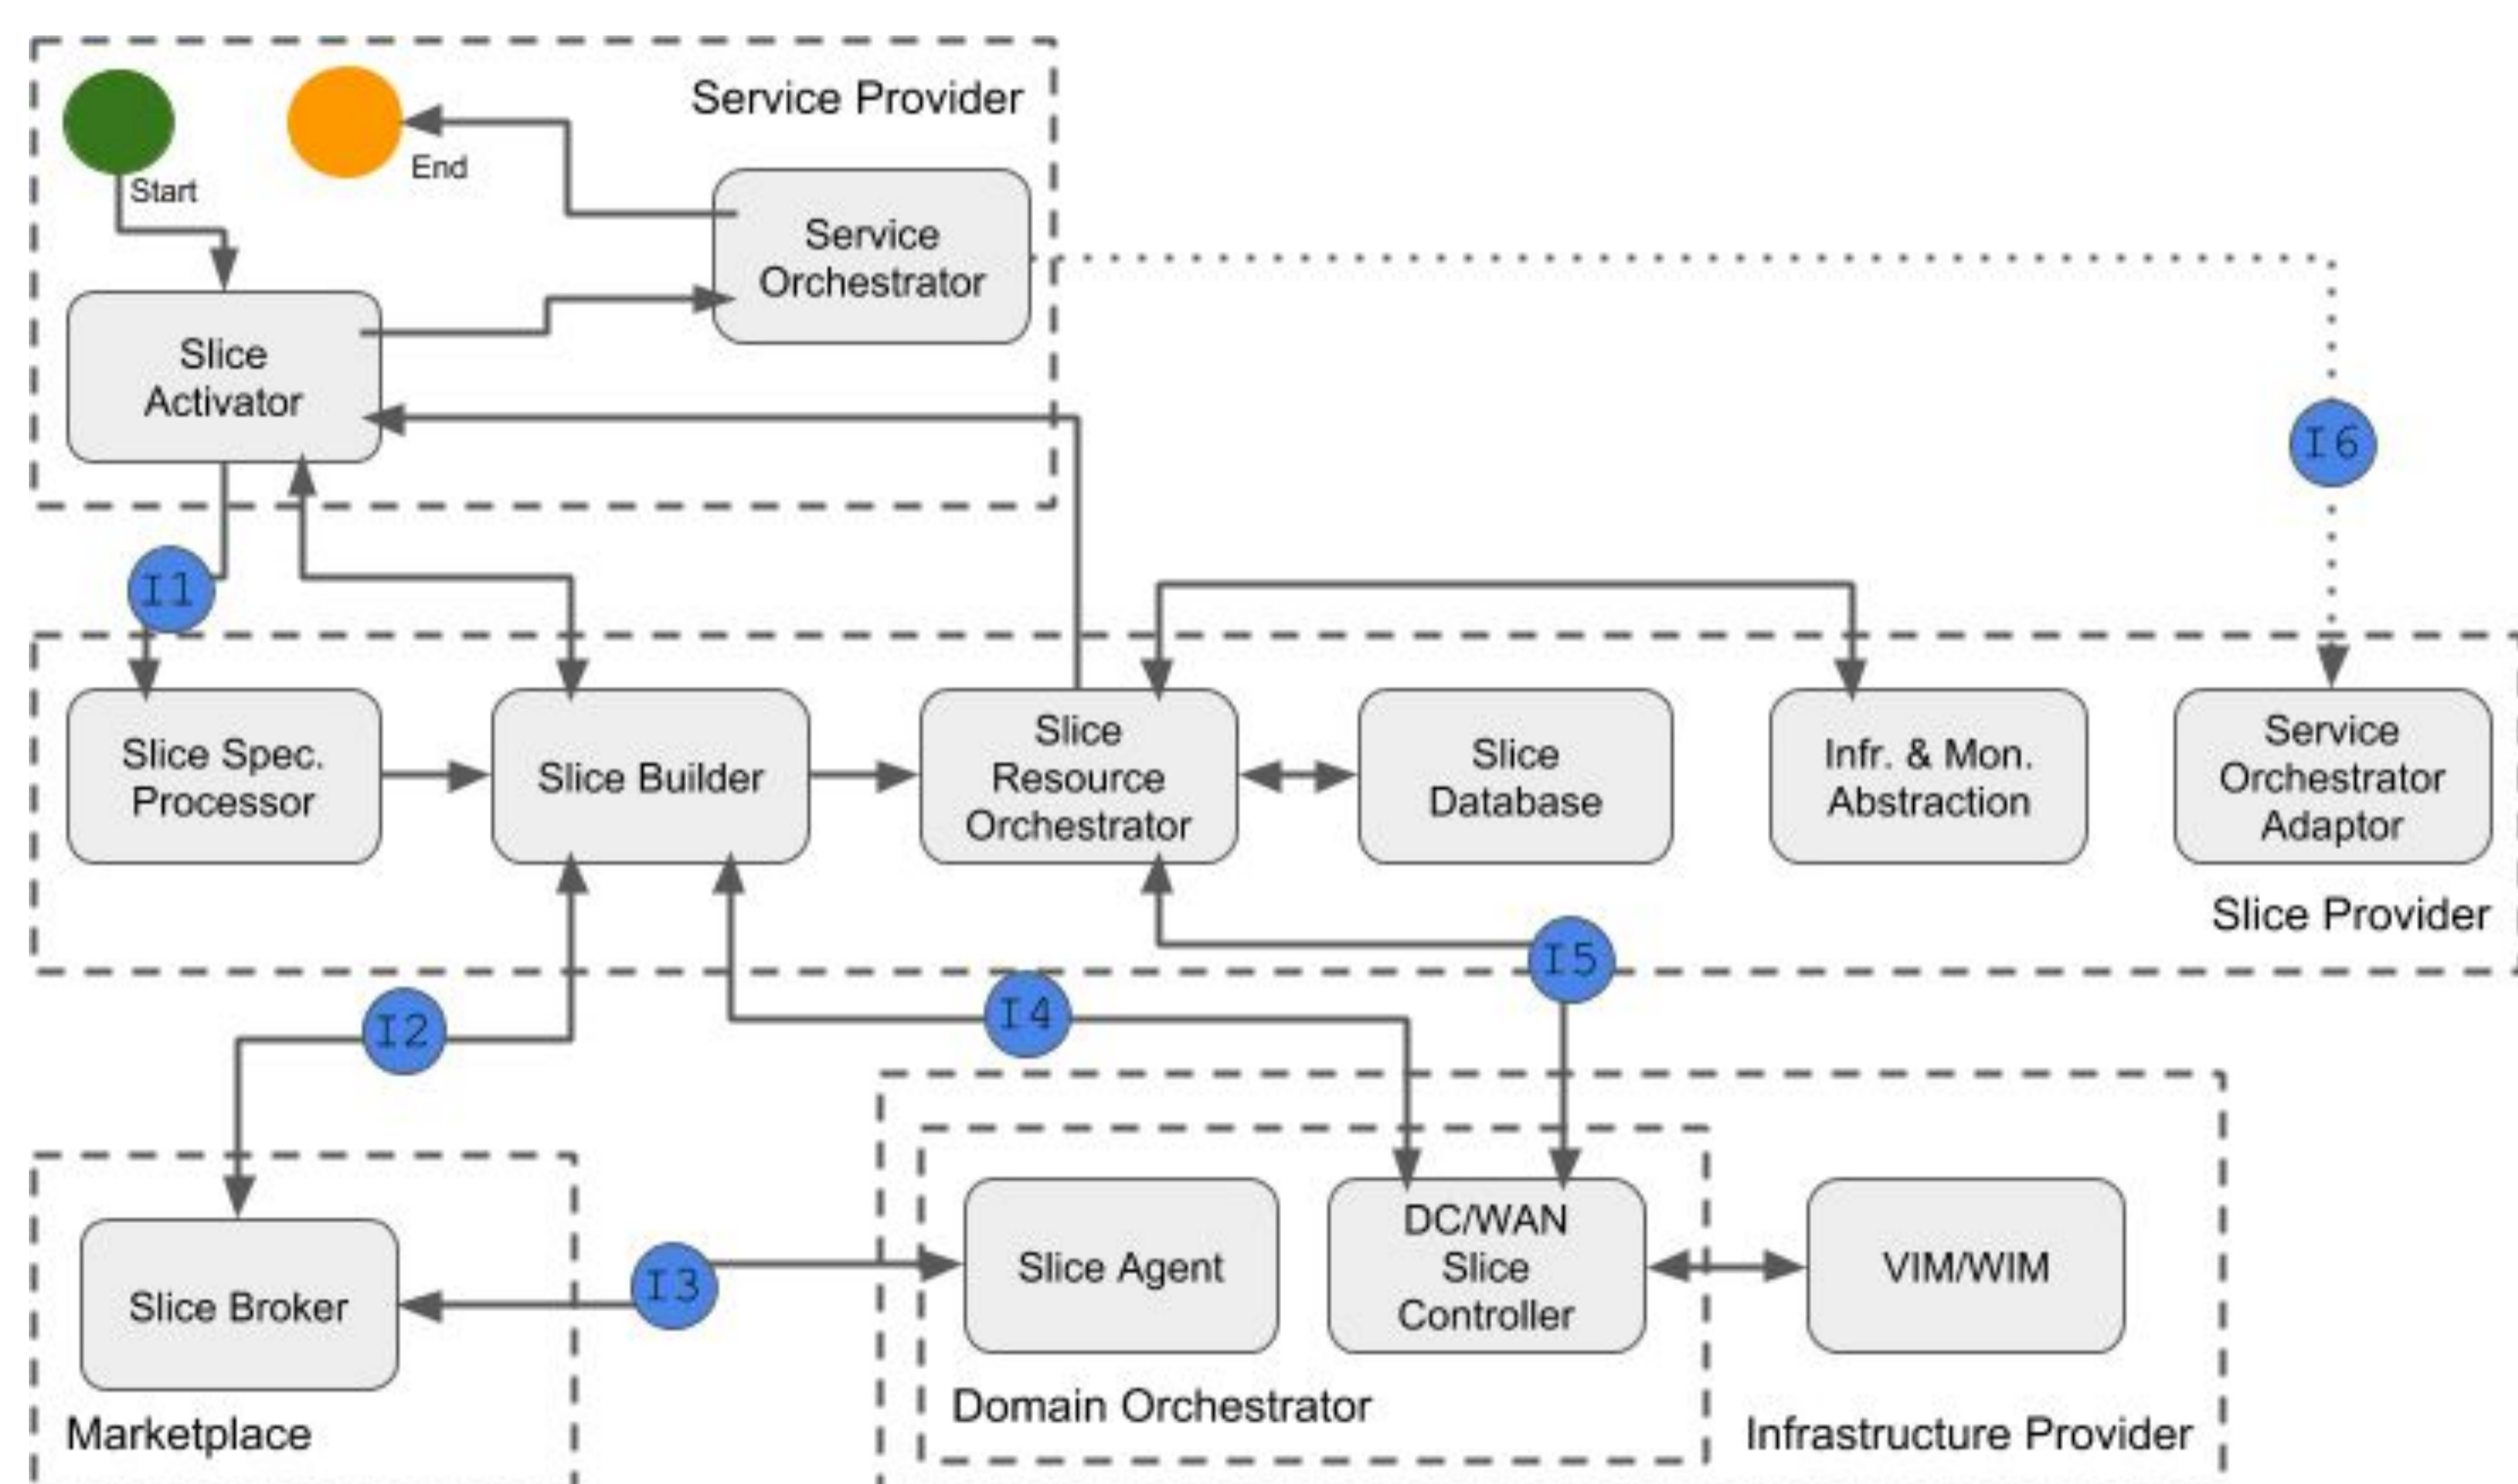 Service Provider
Start
End
Service
Orchestrator
Slice
Activator
I6
I1
Slice Spec.
Processor
Slice Builder
Slice
Resource
Orchestrator
Slice
Database
Infr. & Mon.
Abstraction
Service
Orchestrator
Adaptor
Slice Provider
I5
I4
I2
I3
Slice Broker
Marketplace
Slice Agent
DC/WAN
Slice
Controller
VIM/WIM
Domain Orchestrator
Infrastructure Provider